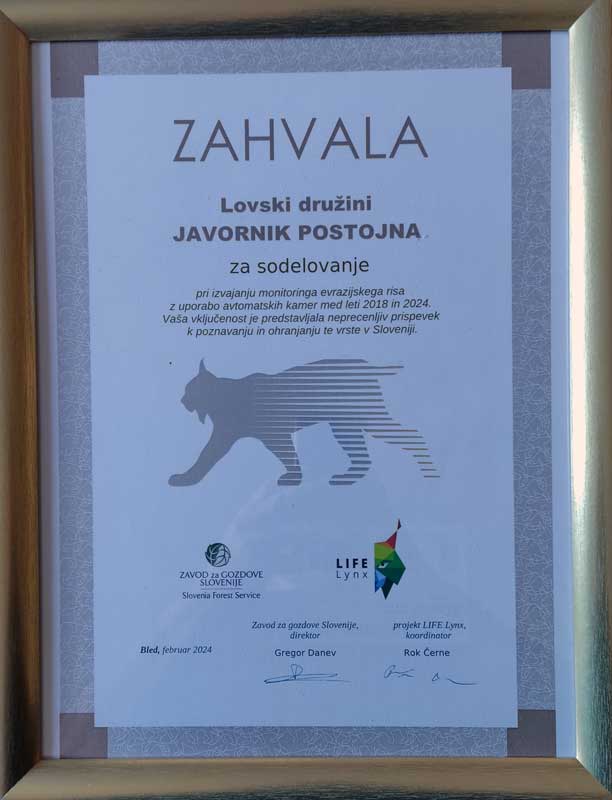 ZAHVALA
Lovski družini
JAVORNIK POSTOJNA
za sodelovanje
pri izvajanju monitoringa evrazijskega risa
z uporabo avtomatskih kamer med leti 2018 in 2024.
Vaša vključenost je predstavljala neprecenljiv prispevek
k poznavanju in ohranjanju te vrste v Sloveniji.
ZAVOD za GOZDOVE
SLOVENIJE
Slovenia Forest Service
LIFE
Lynx
Zavod za gozdove Slovenije,
direktor
Gregor Danev
projekt LIFE Lynx,
koordinator
Rok Černe
Bled, februar 2024